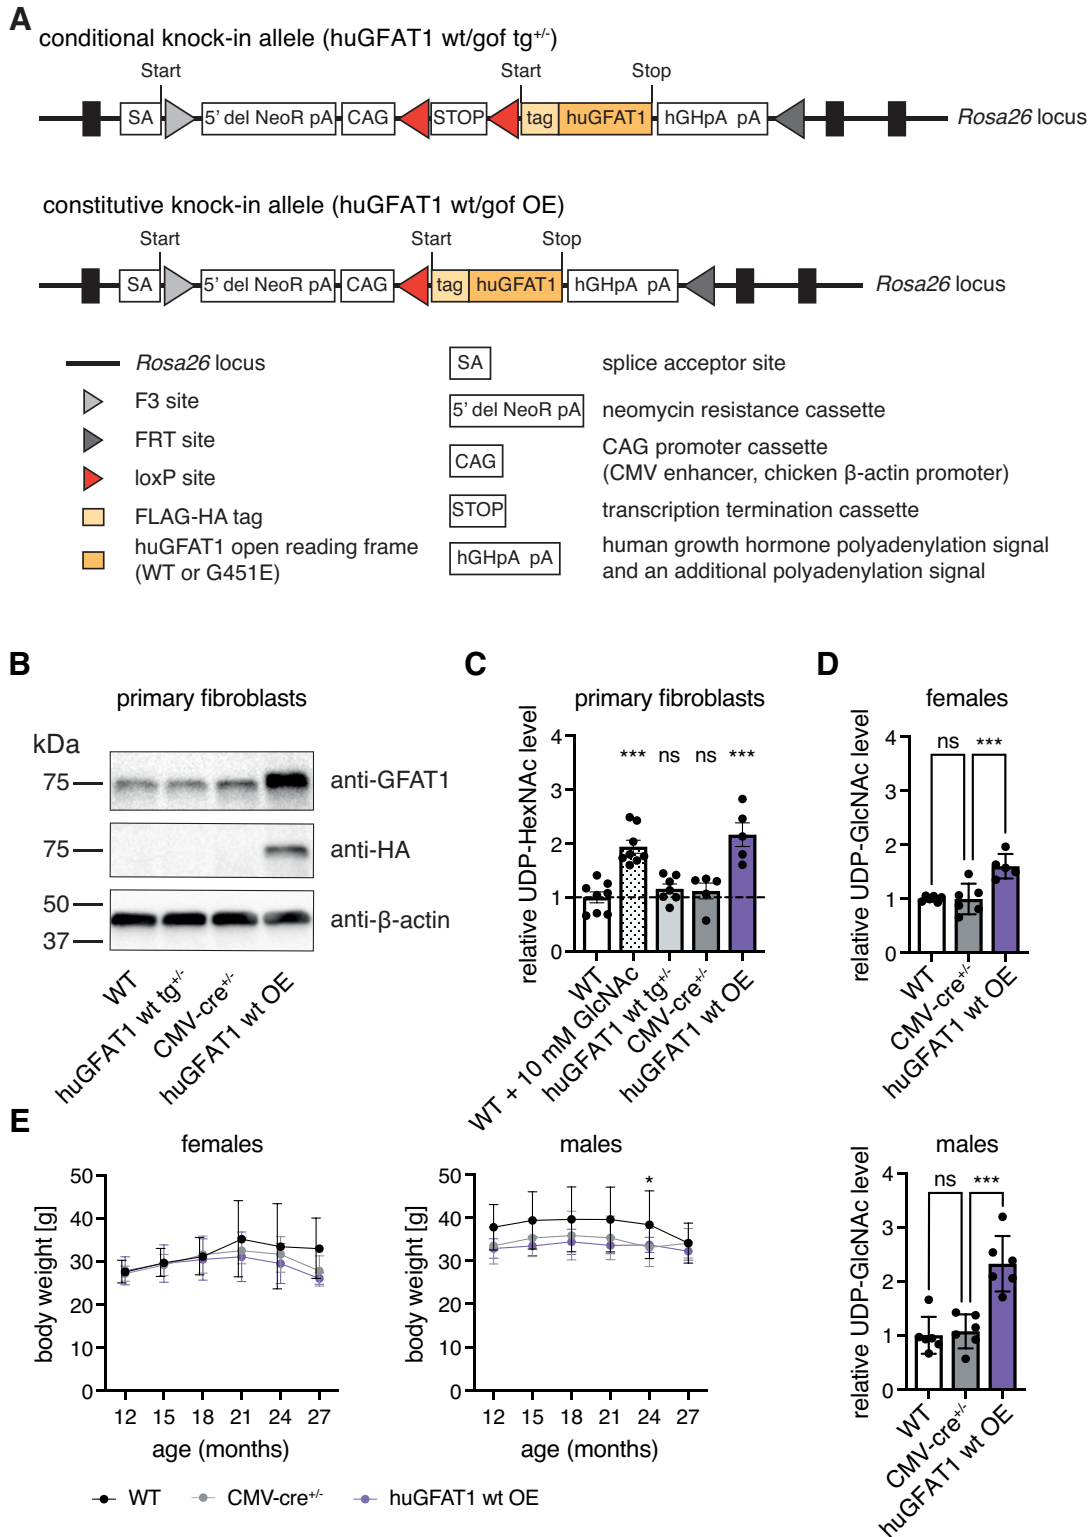 A
conditional knock-in allele (huGFAT1 wt/gof tg+/-)
Start Start Stop
SA 5' del NeoR pA CAG STOP tag huGFAT1 hGHpA pA Rosa26 locus
constitutive knock-in allele (huGFAT1 wt/gof OE)
Start Start Stop
SA 5' del NeoR pA CAG tag huGFAT1 hGHpA pA Rosa26 locus
Rosa26 locus
F3 site
FRT site
loxP site
FLAG-HA tag
huGFAT1 open reading frame
(WT or G451E)
SA splice acceptor site
5' del NeoR pA neomycin resistance cassette
CAG CAG promoter cassette
(CMV enhancer, chicken β-actin promoter)
STOP transcription termination cassette
hGHpA pA human growth hormone polyadenylation signal
and an additional polyadenylation signal
B
primary fibroblasts
kDa
75 anti-GFAT1
75 anti-HA
50
37
anti-β-actin
WT
huGFAT1 wt tg+/-
CMV-cre+/-
huGFAT1 wt OE
C
primary fibroblasts
relative UDP-HexNAc level
4
3
2
1
0
*** ns ns ***
WT
WT + 10 mM GlcNAc
huGFAT1 wt tg+/-
CMV-cre+/-
huGFAT1 wt OE
D
females
relative UDP-GlcNAc level
4
3
2
1
0
ns ***
WT
CMV-cre+/-
huGFAT1 wt OE
males
relative UDP-GlcNAc level
4
3
2
1
0
ns ***
WT
CMV-cre+/-
huGFAT1 wt OE
E
females
body weight [g]
50
40
30
20
10
0
12 15 18 21 24 27
age (months)
males
body weight [g]
50
40
30
20
10
0
*
12 15 18 21 24 27
age (months)
WT CMV-cre+/- huGFAT1 wt OE